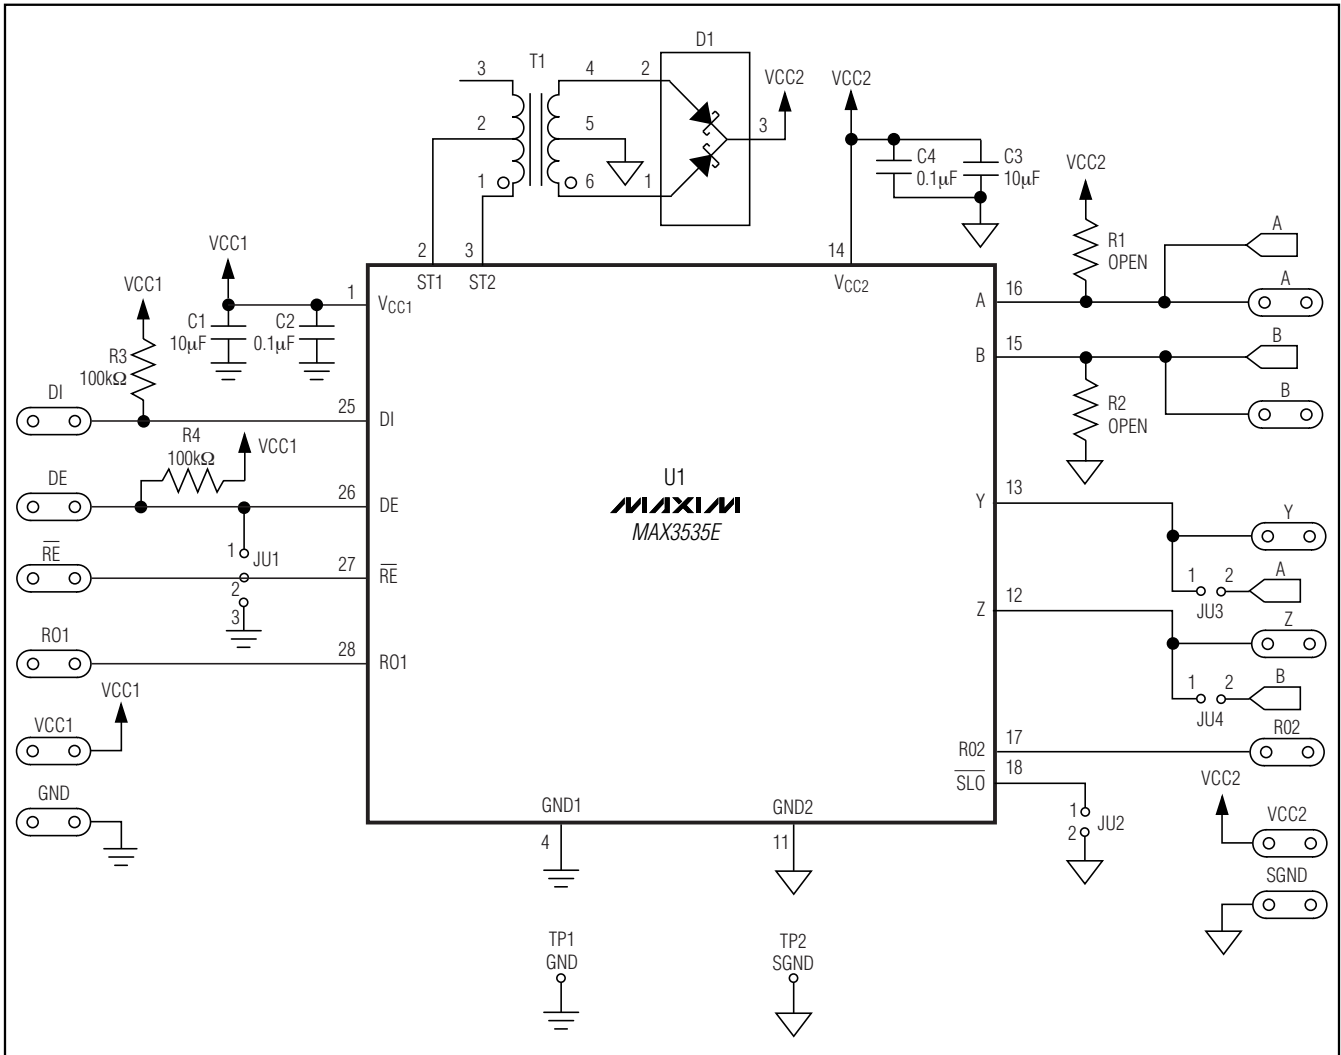 D1
T1
3
4
2
VCC2
VCC2
2
5
3
C4
0.1μF
C3
10μF
VCC2
1
6
1
R1
OPEN
A
VCC1
2
3
14
A
VCC1
ST1
ST2
VCC2
16
1
VCC1
A
C1
10μF
C2
0.1μF
15
B
B
R3
100kΩ
B
DI
25
DI
R2
OPEN
R4
100kΩ
VCC1
DE
26
DE
U1
MAXIM
MAX3535E
13
Y
Y
RE
1
JU1
27
RE
2
3
1
2
A
JU3
12
Z
Z
RO1
28
RO1
1
2
B
JU4
VCC1
VCC1
17
RO2
RO2
18
SLO
VCC2
GND
GND1
GND2
1
JU2
2
VCC2
4
11
SGND
TP1
GND
TP2
SGND